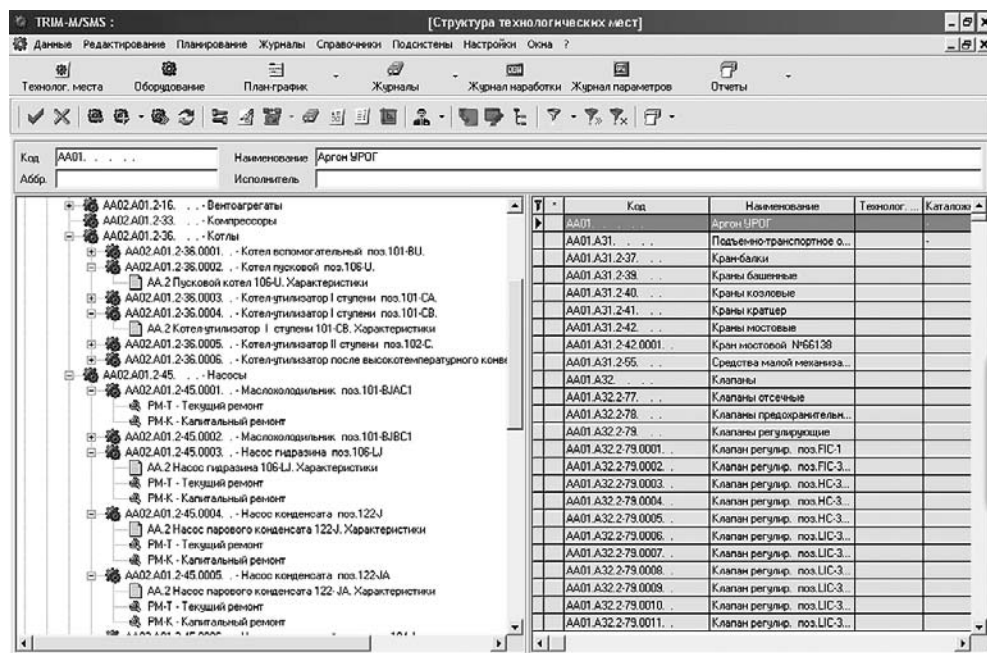 TRIM-M/SMS : [Структура технологических мест]
Данные Редактирование Планирование Журналы Справочники Подсистемы Настройки Окна ?
Технолог. места Оборудование План-график Журналы Журнал наработки Журнал параметров Отчеты
Код AA01. . . . . Наименование Аргон УРОГ
Аббр. Исполнитель
AA02.A01.2-16. . . - Вентоагрегаты
AA02.A01.2-33. . . - Компрессоры
AA02.A01.2-36. . . - Котлы
AA02.A01.2-36.0001. . - Котел вспомогательный поз.101-BU.
AA02.A01.2-36.0002. . - Котел пусковой поз.106-U.
AA.2 Пусковой котел 106-U. Характеристики
AA02.A01.2-36.0003. . - Котел-утилизатор I ступени поз.101-CA.
AA02.A01.2-36.0004. . - Котел-утилизатор I ступени поз.101-CB.
AA.2 Котел-утилизатор I ступени 101-CB. Характеристики
AA02.A01.2-36.0005. . - Котел-утилизатор II ступени поз.102-C.
AA02.A01.2-36.0006. . - Котел-утилизатор после высокотемпературного конве
AA02.A01.2-45. . . - Насосы
AA02.A01.2-45.0001. . - Маслохолодильник поз.101-BJAC1
РМ-Т - Текущий ремонт
РМ-К - Капитальный ремонт
AA02.A01.2-45.0002. . - Маслохолодильник поз.101-BJBC1
AA02.A01.2-45.0003. . - Насос гидразина поз.106-LJ
AA.2 Насос гидразина 106-LJ. Характеристики
РМ-Т - Текущий ремонт
РМ-К - Капитальный ремонт
AA02.A01.2-45.0004. . - Насос конденсата поз.122-J
AA.2 Насос парового конденсата 122-J. Характеристики
РМ-Т - Текущий ремонт
РМ-К - Капитальный ремонт
AA02.A01.2-45.0005. . - Насос конденсата поз.122-JA
AA.2 Насос парового конденсата 122- JA. Характеристики
РМ-Т - Текущий ремонт
РМ-К - Капитальный ремонт
Код Наименование Технолог. ... Каталож
AA01. . . . . Аргон УРОГ
AA01.A31. . . . Подъемно-транспортное о...
AA01.A31.2-37. . . Кран-балки
AA01.A31.2-39. . . Краны башенные
AA01.A31.2-40. . . Краны козловые
AA01.A31.2-41. . . Краны кратцер
AA01.A31.2-42. . . Краны мостовые
AA01.A31.2-42.0001. . Кран мостовой №66138
AA01.A31.2-55. . . Средства малой механиза...
AA01.A32. . . . Клапаны
AA01.A32.2-77. . . Клапаны отсечные
AA01.A32.2-78. . . Клапаны предохранительн...
AA01.A32.2-79. . . Клапаны регулирующие
AA01.A32.2-79.0001. . Клапан регулир. поз.FIC-1
AA01.A32.2-79.0002. . Клапан регулир. поз.FIC-3...
AA01.A32.2-79.0003. . Клапан регулир. поз.HC-3...
AA01.A32.2-79.0004. . Клапан регулир. поз.HC-3...
AA01.A32.2-79.0005. . Клапан регулир. поз.HC-3...
AA01.A32.2-79.0006. . Клапан регулир. поз.LIC-3...
AA01.A32.2-79.0007. . Клапан регулир. поз.LIC-3...
AA01.A32.2-79.0008. . Клапан регулир. поз.LIC-3...
AA01.A32.2-79.0009. . Клапан регулир. поз.LIC-3...
AA01.A32.2-79.0010. . Клапан регулир. поз.LIC-3...
AA01.A32.2-79.0011. . Клапан регулир. поз.LIC-3...